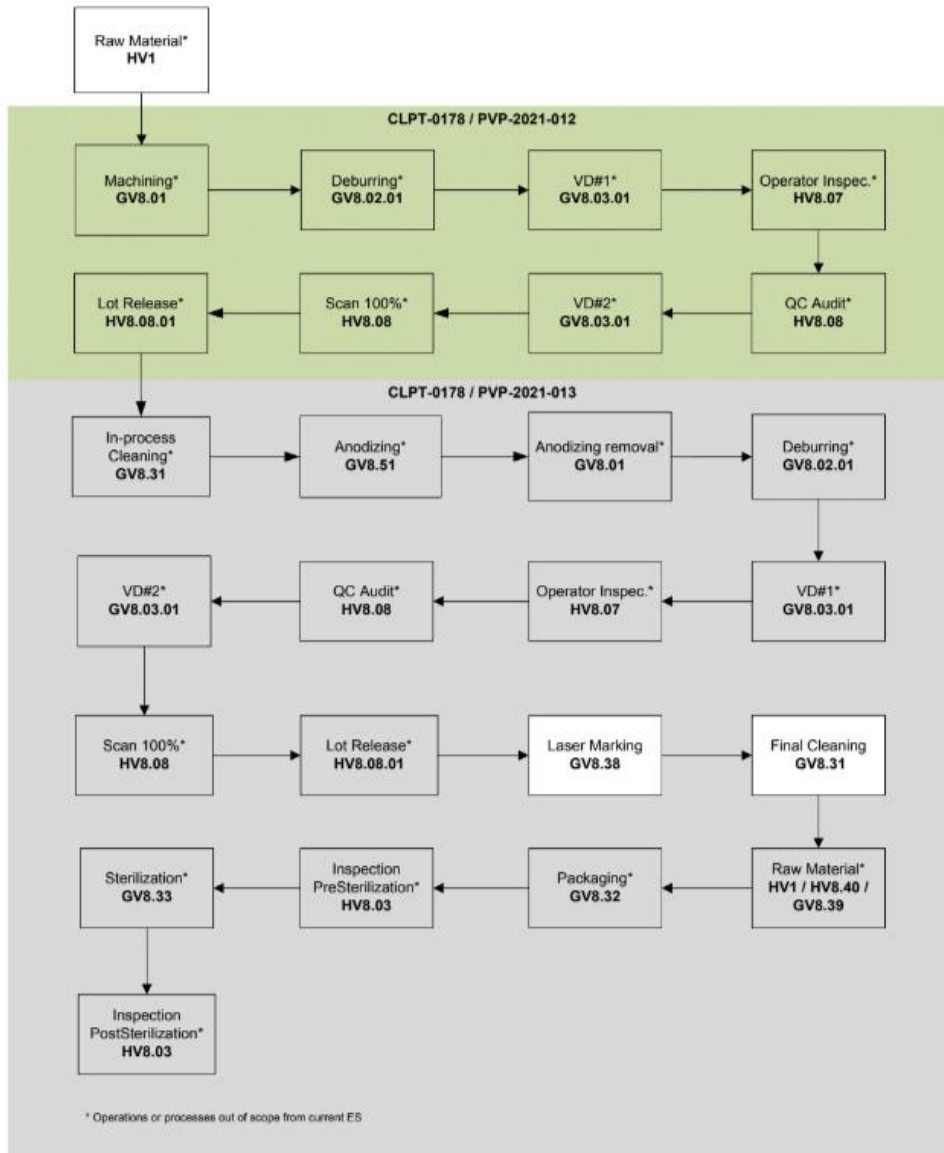 Raw Material*
HV1
CLPT-0178 / PVP-2021-012
Machining*
GV8.01
Deburring*
GV8.02.01
VD#1*
GV8.03.01
Operator Inspec.*
HV8.07
Lot Release*
HV8.08.01
Scan 100%*
HV8.08
VD#2*
GV8.03.01
QC Audit*
HV8.08
CLPT-0178 / PVP-2021-013
In-process
Cleaning*
GV8.31
Anodizing*
GV8.51
Anodizing removal*
GV8.01
Deburring*
GV8.02.01
VD#2*
GV8.03.01
QC Audit*
HV8.08
Operator Inspec.*
HV8.07
VD#1*
GV8.03.01
Scan 100%*
HV8.08
Lot Release*
HV8.08.01
Laser Marking
GV8.38
Final Cleaning
GV8.31
Sterilization*
GV8.33
Inspection
PreSterilization*
HV8.03
Packaging*
GV8.32
Raw Material*
HV1 / HV8.40 /
GV8.39
Inspection
PostSterilization*
HV8.03
* Operations or processes out of scope from current ES